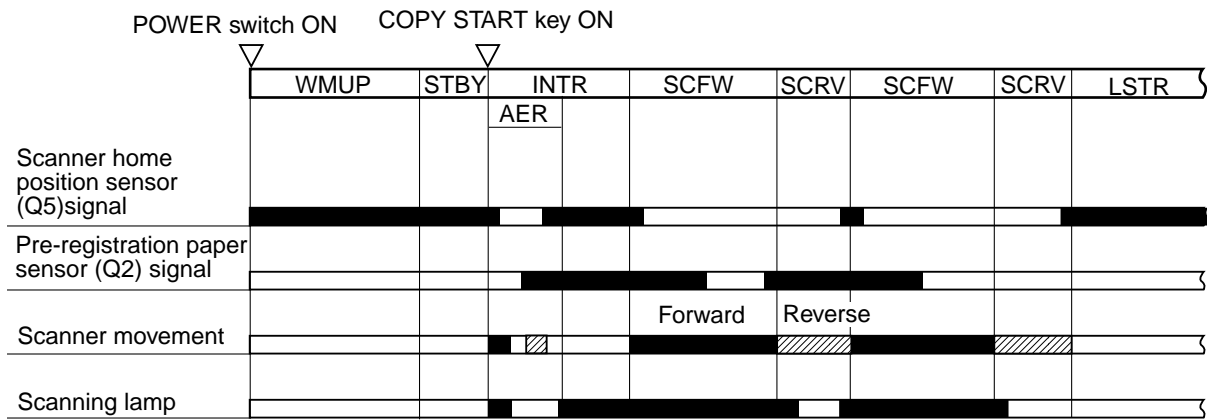 POWER switch ON
COPY START key ON
WMUP STBY INTR SCFW SCRV SCFW SCRV LSTR
AER
Scanner home
position sensor
(Q5)signal
Pre-registration paper
sensor (Q2) signal
Forward Reverse
Scanner movement
Scanning lamp